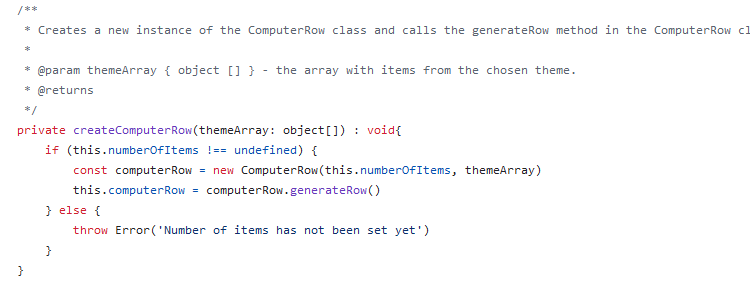 /**
 * Creates a new instance of the ComputerRow class and calls the generateRow method in the ComputerRow
 *
 * @param themeArray { object [] } - the array with items from the chosen theme.
 * @returns
 */
private createComputerRow(themeArray: object[]) : void{
    if (this.numberOfItems !== undefined) {
        const computerRow = new ComputerRow(this.numberOfItems, themeArray)
        this.computerRow = computerRow.generateRow()
    } else {
        throw Error('Number of items has not been set yet')
    }
}